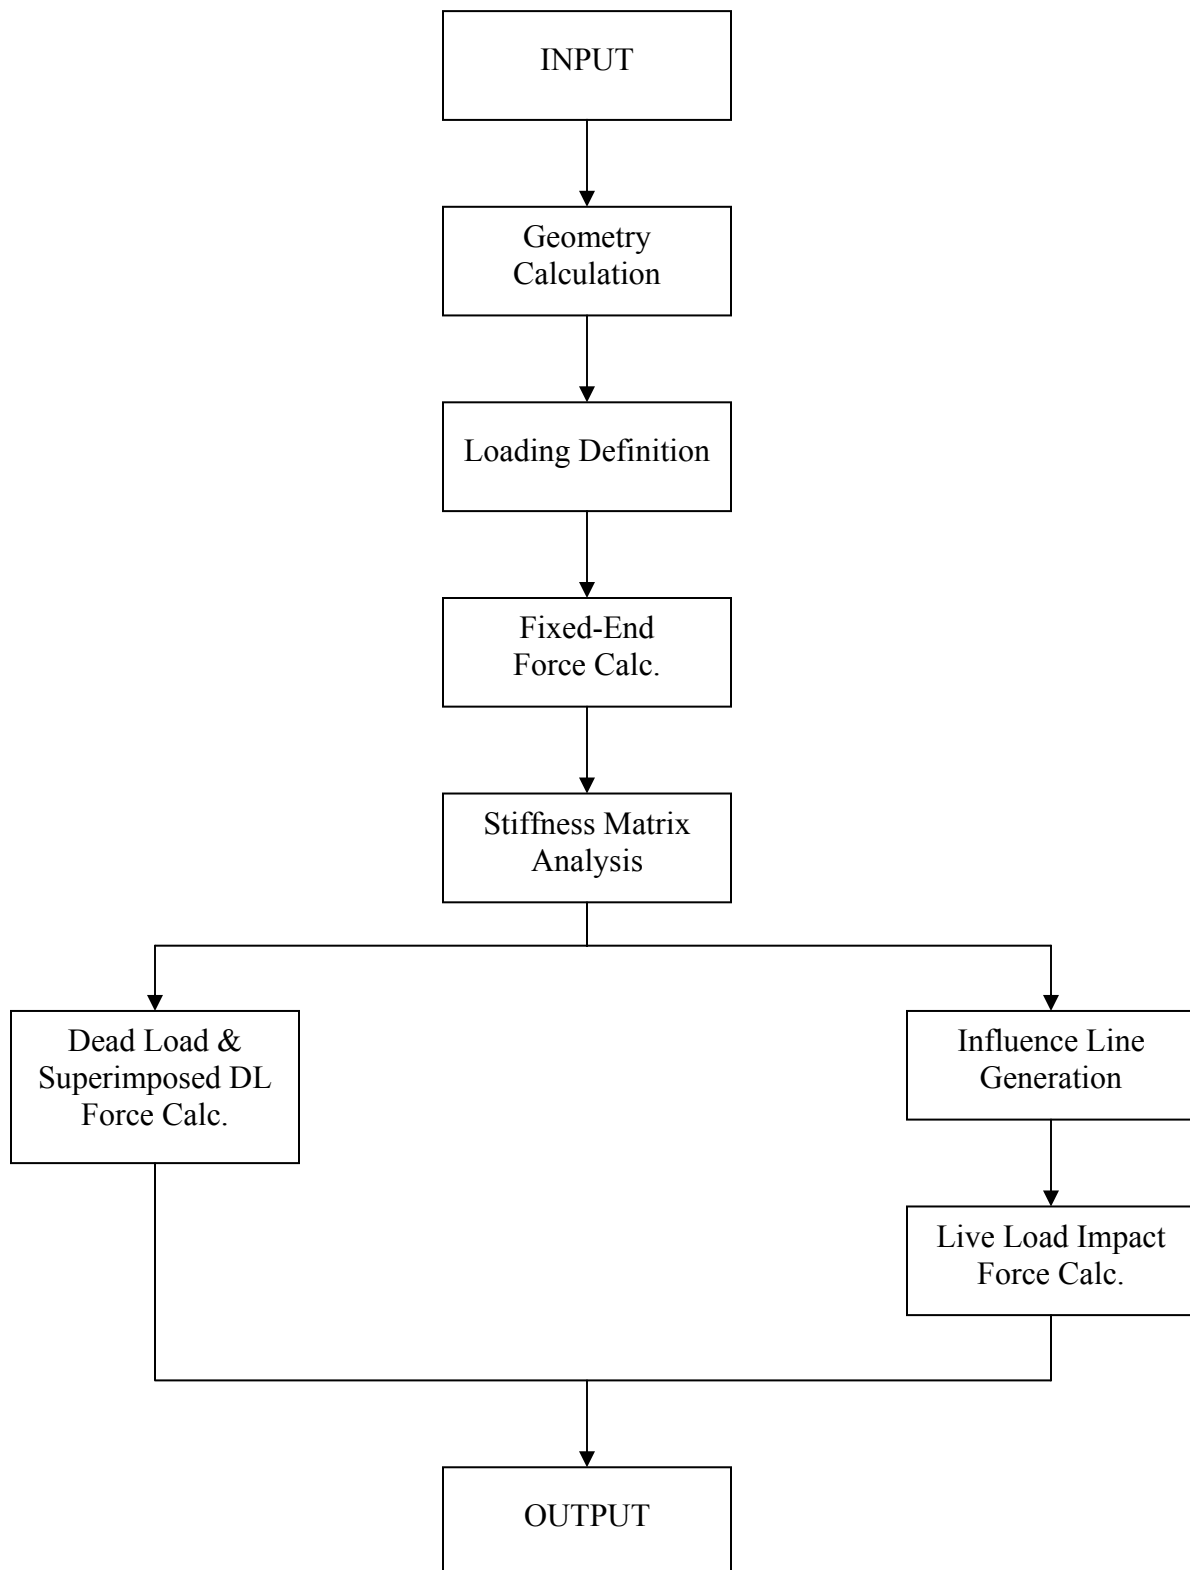 INPUT
Geometry
Calculation
Loading Definition
Fixed-End
Force Calc.
Stiffness Matrix
Analysis
Dead Load &
Superimposed DL
Force Calc.
Influence Line
Generation
Live Load Impact
Force Calc.
OUTPUT